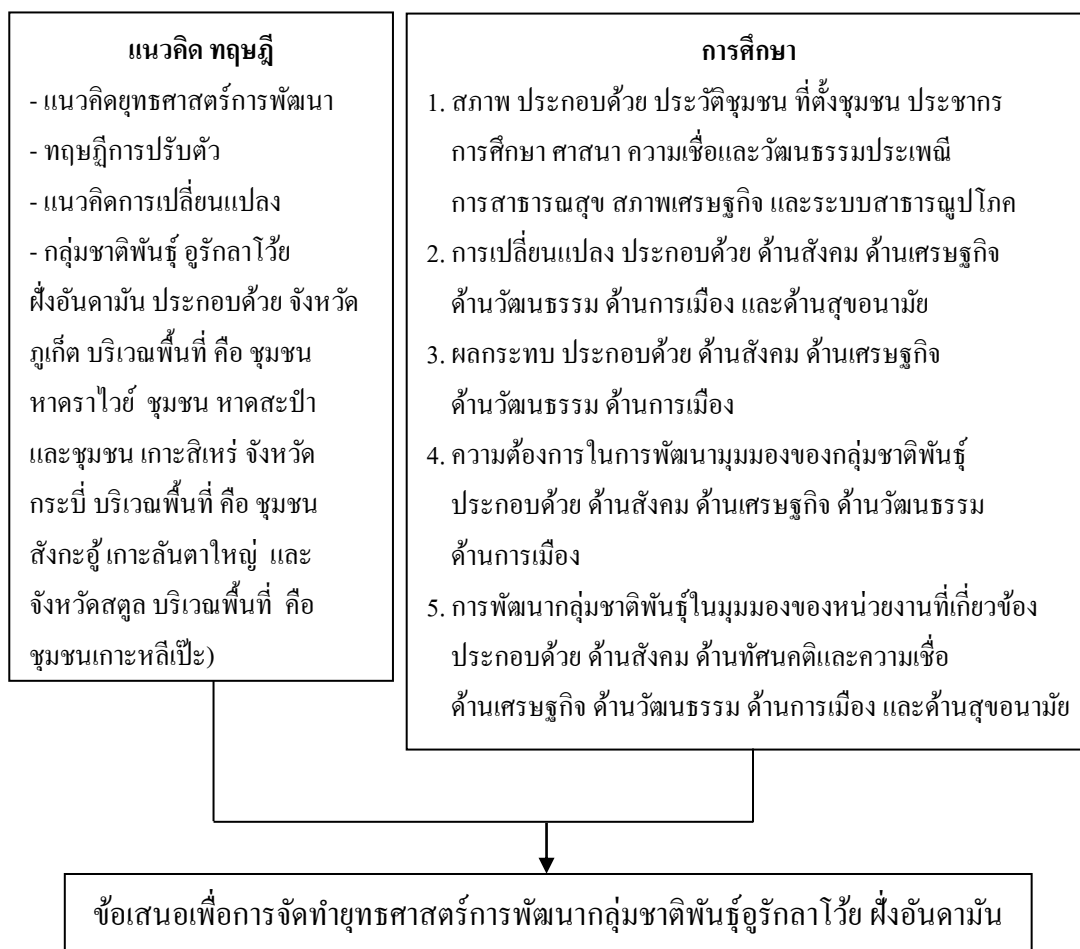 แนวคิด ทฤษฎี
- แนวคิดยุทธศาสตร์การพัฒนา
- ทฤษฎีการปรับตัว
- แนวคิดการเปลี่ยนแปลง
- กลุ่มชาติพันธุ์ อูรักลาโว้ย
ฝั่งอันดามัน ประกอบด้วย จังหวัด
ภูเก็ต บริเวณพื้นที่ คือ ชุมชน
หาดราไวย์ ชุมชน หาดสะปำ
และชุมชน เกาะสิเหร่ จังหวัด
กระบี่ บริเวณพื้นที่ คือ ชุมชน
สังกะอู้ เกาะลันตาใหญ่ และ
จังหวัดสตูล บริเวณพื้นที่ คือ
ชุมชนเกาะหลีเป๊ะ)
การศึกษา
1. สภาพ ประกอบด้วย ประวัติชุมชน ที่ตั้งชุมชน ประชากร
การศึกษา ศาสนา ความเชื่อและวัฒนธรรมประเพณี
การสาธารณสุข สภาพเศรษฐกิจ และระบบสาธารณูปโภค
2. การเปลี่ยนแปลง ประกอบด้วย ด้านสังคม ด้านเศรษฐกิจ
ด้านวัฒนธรรม ด้านการเมือง และด้านสุขอนามัย
3. ผลกระทบ ประกอบด้วย ด้านสังคม ด้านเศรษฐกิจ
ด้านวัฒนธรรม ด้านการเมือง
4. ความต้องการในการพัฒนามุมมองของกลุ่มชาติพันธุ์
ประกอบด้วย ด้านสังคม ด้านเศรษฐกิจ ด้านวัฒนธรรม
ด้านการเมือง
5. การพัฒนากลุ่มชาติพันธุ์ในมุมมองของหน่วยงานที่เกี่ยวข้อง
ประกอบด้วย ด้านสังคม ด้านทัศนคติและความเชื่อ
ด้านเศรษฐกิจ ด้านวัฒนธรรม ด้านการเมือง และด้านสุขอนามัย
ข้อเสนอเพื่อการจัดทำยุทธศาสตร์การพัฒนากลุ่มชาติพันธุ์อูรักลาโว้ย ฝั่งอันดามัน